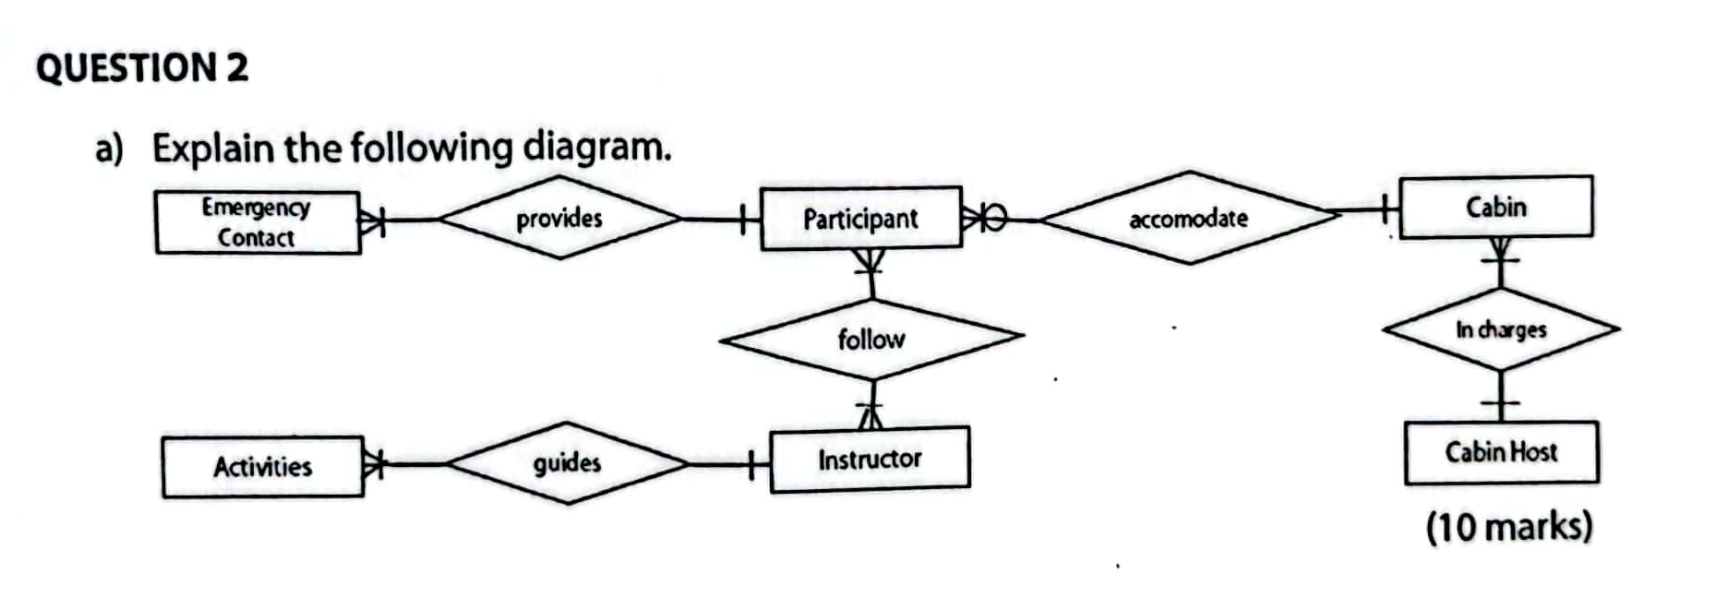 QUESTION 2
a) Explain the following diagram.
Emergency
Contact
provides
Participant
accomodate
Cabin
follow
In charges
Activities
guides
Instructor
Cabin Host
(10 marks)